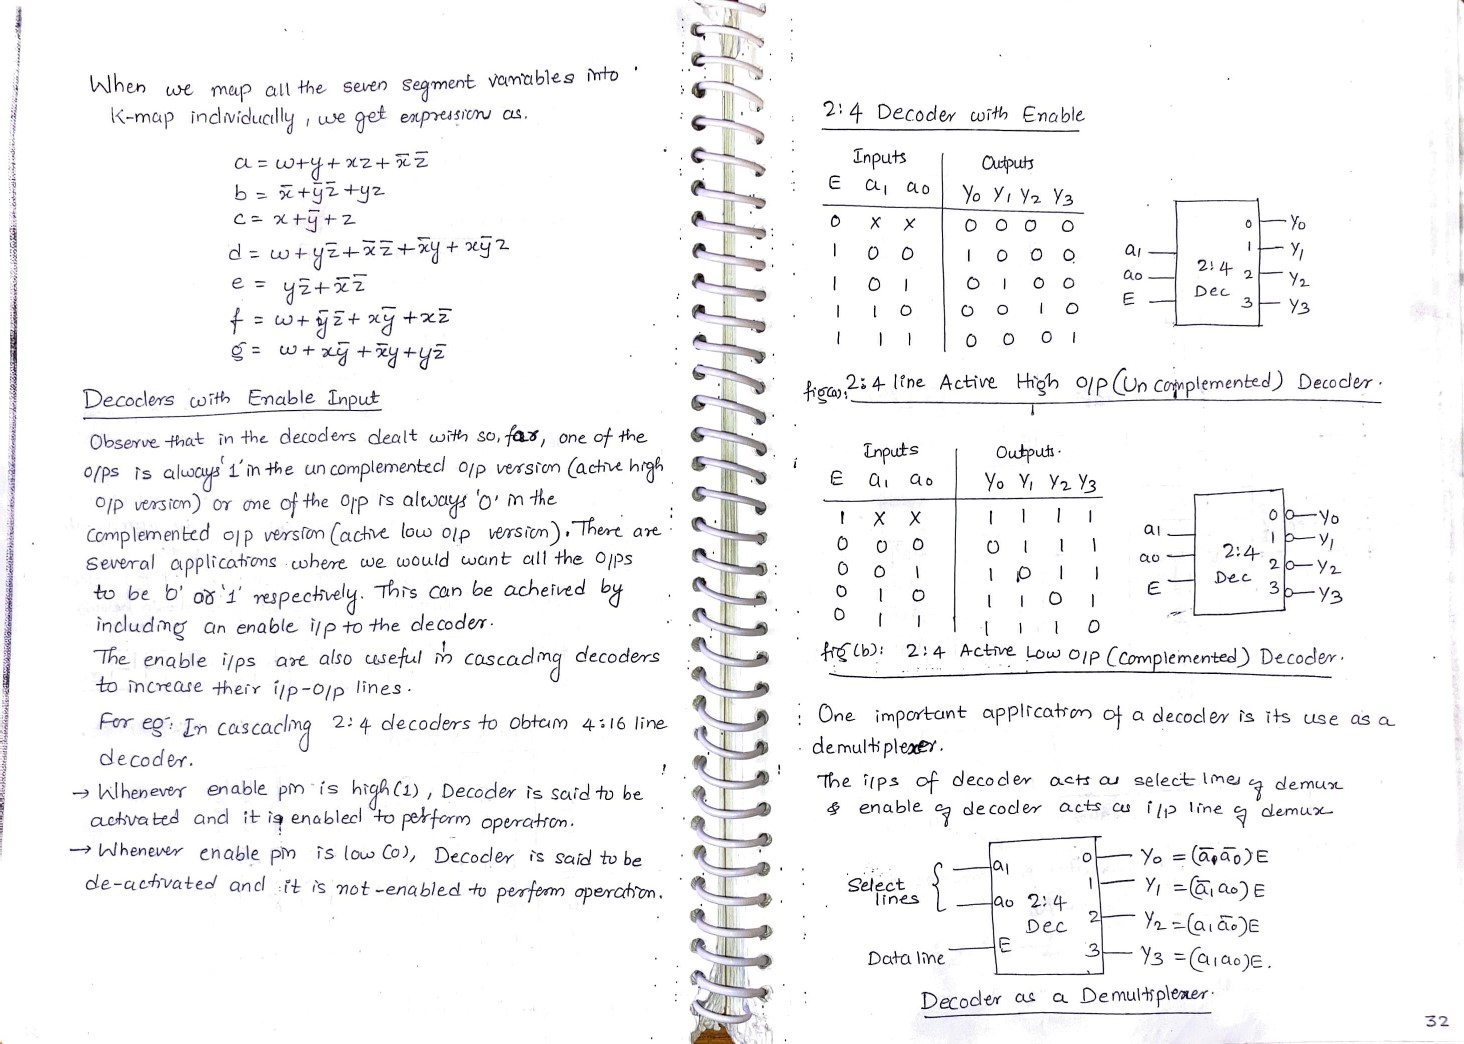 When we map all the seven segment variables into
K-map individually, we get expression as.
a = w+y+xz+x̄z̄
b = x̄+ȳz̄+yz
c = x+ȳ+z
d = w+yz̄+x̄z̄+x̄y+xȳz
e = yz̄+x̄z̄
f = w+ȳz̄+xȳ+xz̄
g = w+xȳ+x̄y+yz̄
Decoders with Enable Input
Observe that in the decoders dealt with so, far, one of the
o/ps is always '1' in the un complemented o/p version (active high
o/p version) or one of the o/p is always '0' in the
complemented o/p version (active low o/p version). There are
several applications where we would want all the o/ps
to be '0' or '1' respectively. This can be acheived by
including an enable i/p to the decoder.
The enable i/ps are also useful in cascading decoders
to increase their i/p-o/p lines.
For eg: In cascading 2:4 decoders to obtain 4:16 line
decoder.
→ Whenever enable pin is high(1), Decoder is said to be
activated and it is enabled to perform operation.
→ Whenever enable pin is low (0), Decoder is said to be
de-activated and it is not-enabled to perform operation.
2:4 Decoder with Enable
Inputs Outputs
E a1 a0 Y0 Y1 Y2 Y3
0 X X 0 0 0 0
1 0 0 1 0 0 0
1 0 1 0 1 0 0
1 1 0 0 0 1 0
1 1 1 0 0 0 1
a1
a0
E
2:4
Dec
0 Y0
1 Y1
2 Y2
3 Y3
fig(a): 2:4 line Active High o/p (Un complemented) Decoder.
Inputs Outputs.
E a1 a0 Y0 Y1 Y2 Y3
1 X X 1 1 1 1
0 0 0 0 1 1 1
0 0 1 1 0 1 1
0 1 0 1 1 0 1
0 1 1 1 1 1 0
a1
a0
E
2:4
Dec
0 Y0
1 Y1
2 Y2
3 Y3
fig(b): 2:4 Active Low o/p (Complemented) Decoder.
One important application of a decoder is its use as a
demultiplexer.
The i/ps of decoder acts as select lines of demux
& enable of decoder acts as i/p line of demux
Select
lines
Data line
a1
a0 2:4
Dec
E
0 Y0 = (ā1ā0)E
1 Y1 = (ā1a0)E
2 Y2 = (a1ā0)E
3 Y3 = (a1a0)E.
Decoder as a Demultiplexer.
32